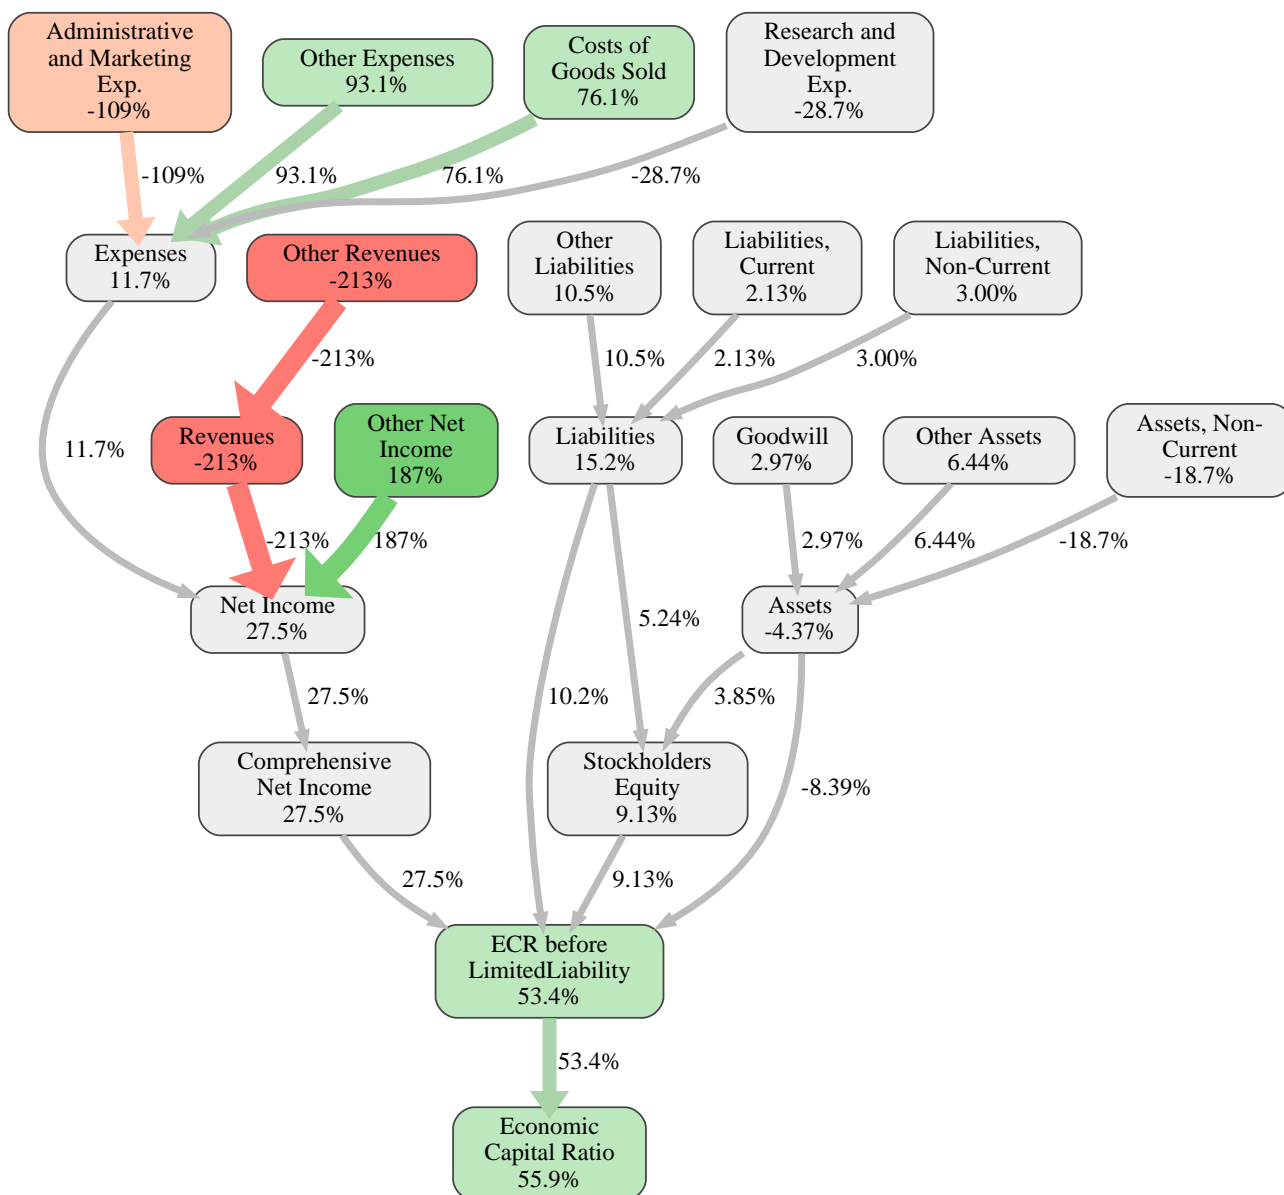 Administrative
and Marketing
Exp.
-109%
Other Expenses
93.1%
Costs of
Goods Sold
76.1%
Research and
Development
Exp.
-28.7%
-109%
93.1%
76.1%
-28.7%
Expenses
11.7%
Other Revenues
-213%
Other
Liabilities
10.5%
Liabilities,
Current
2.13%
Liabilities,
Non-Current
3.00%
-213%
10.5%
2.13%
3.00%
11.7%
Revenues
-213%
Other Net
Income
187%
Liabilities
15.2%
Goodwill
2.97%
Other Assets
6.44%
Assets, Non-
Current
-18.7%
-213%
187%
2.97%
6.44%
-18.7%
Net Income
27.5%
5.24%
Assets
-4.37%
27.5%
10.2%
3.85%
Comprehensive
Net Income
27.5%
Stockholders
Equity
9.13%
-8.39%
27.5%
9.13%
ECR before
LimitedLiability
53.4%
53.4%
Economic
Capital Ratio
55.9%